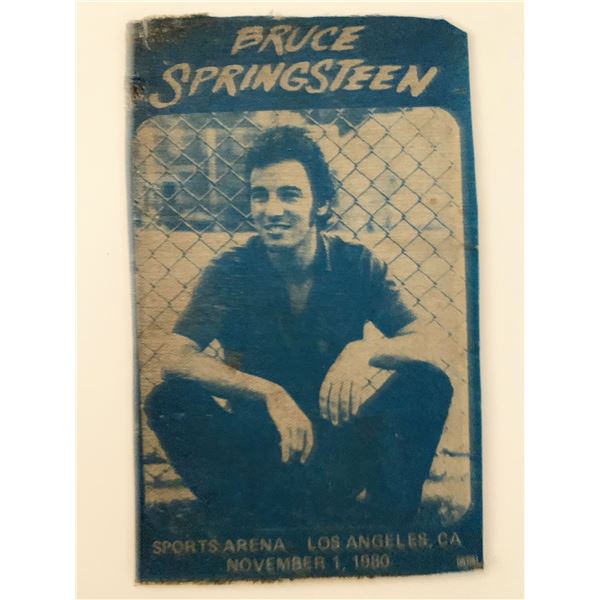 BRUCE
SPRINGSTEEN
SPORTS ARENA LOS ANGELES, CA
NOVEMBER 1, 1980